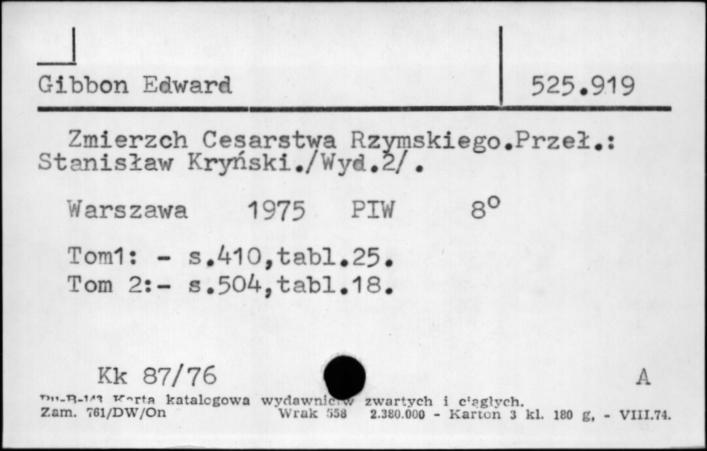 Gibbon Edward 525.919
Zmierzch Cesarstwa Rzymskiego.Przeł.:
Stanisław Kryński./Wyd.2/.
Warszawa 1975 PIW 8°
Tom1: - s.410,tabl.25.
Tom 2:- s.504,tabl.18.
Kk 87/76 A
Karta katalogowa wydawnictw zwartych i ciągłych.
Zam. 761/DW/On Wrak 558 2.380.000 - Karton 3 kl. 180 g, - VIII.74.